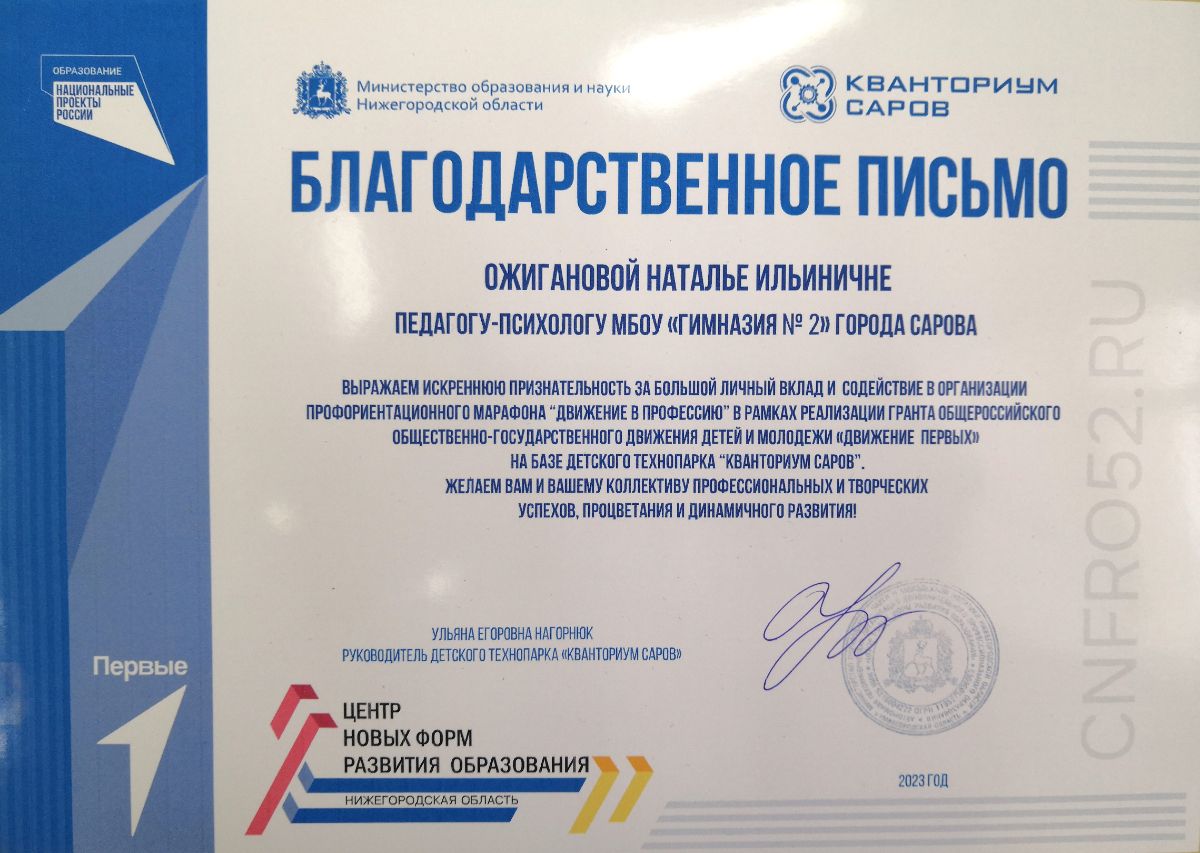 ОБРАЗОВАНИЕ
НАЦИОНАЛЬНЫЕ
ПРОЕКТЫ
РОССИИ
Министерство образования и науки
Нижегородской области
КВАНТОРИУМ
САРОВ
БЛАГОДАРСТВЕННОЕ ПИСЬМО
ОЖИГАНОВОЙ НАТАЛЬЕ ИЛЬИНИЧНЕ
ПЕДАГОГУ-ПСИХОЛОГУ МБОУ «ГИМНАЗИЯ № 2» ГОРОДА САРОВА
ВЫРАЖАЕМ ИСКРЕННЮЮ ПРИЗНАТЕЛЬНОСТЬ ЗА БОЛЬШОЙ ЛИЧНЫЙ ВКЛАД И СОДЕЙСТВИЕ В ОРГАНИЗАЦИИ
ПРОФОРИЕНТАЦИОННОГО МАРАФОНА “ДВИЖЕНИЕ В ПРОФЕССИЮ” В РАМКАХ РЕАЛИЗАЦИИ ГРАНТА ОБЩЕРОССИЙСКОГО
ОБЩЕСТВЕННО-ГОСУДАРСТВЕННОГО ДВИЖЕНИЯ ДЕТЕЙ И МОЛОДЕЖИ «ДВИЖЕНИЕ ПЕРВЫХ»
НА БАЗЕ ДЕТСКОГО ТЕХНОПАРКА “КВАНТОРИУМ САРОВ”.
ЖЕЛАЕМ ВАМ И ВАШЕМУ КОЛЛЕКТИВУ ПРОФЕССИОНАЛЬНЫХ И ТВОРЧЕСКИХ
УСПЕХОВ, ПРОЦВЕТАНИЯ И ДИНАМИЧНОГО РАЗВИТИЯ!
CNFRO52.RU
УЛЬЯНА ЕГОРОВНА НАГОРНЮК
РУКОВОДИТЕЛЬ ДЕТСКОГО ТЕХНОПАРКА «КВАНТОРИУМ САРОВ»
Первые
ЦЕНТР
НОВЫХ ФОРМ
РАЗВИТИЯ ОБРАЗОВАНИЯ
НИЖЕГОРОДСКАЯ ОБЛАСТЬ
2023 ГОД